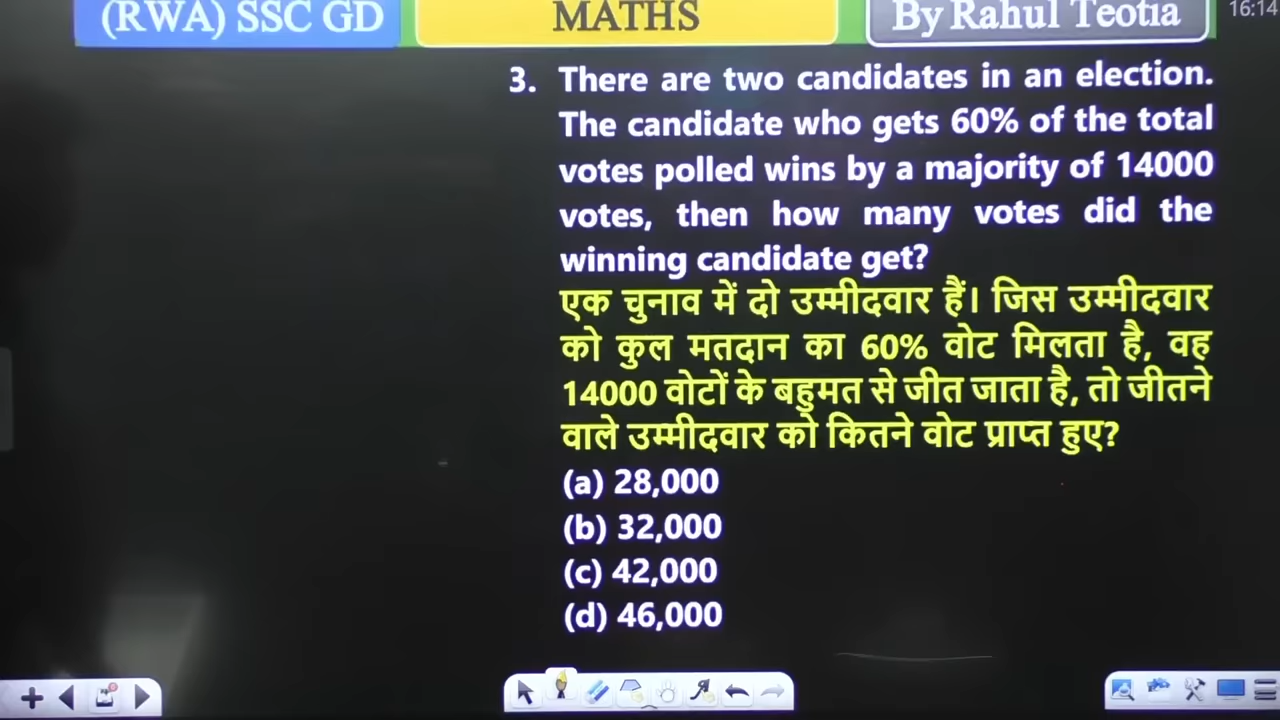 (RWA) SSC GD
MATHS
By Rahul Teotia
16:14
3. There are two candidates in an election.
The candidate who gets 60% of the total
votes polled wins by a majority of 14000
votes, then how many votes did the
winning candidate get?
एक चुनाव में दो उम्मीदवार हैं। जिस उम्मीदवार
को कुल मतदान का 60% वोट मिलता है, वह
14000 वोटों के बहुमत से जीत जाता है, तो जीतने
वाले उम्मीदवार को कितने वोट प्राप्त हुए?
(a) 28,000
(b) 32,000
(c) 42,000
(d) 46,000